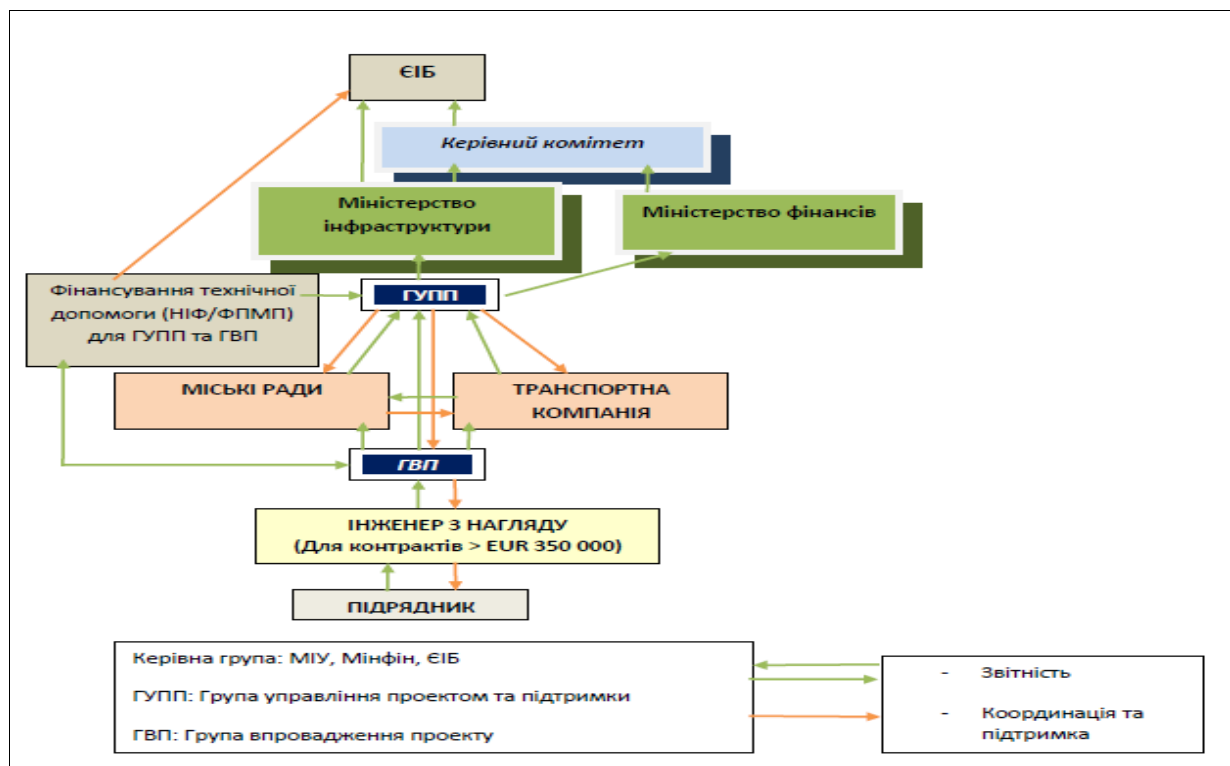 ЄІБ
Керівний комітет
Міністерство
інфраструктури
Міністерство фінансів
Фінансування технічної
допомоги (НІФ/ФПМП)
для ГУПП та ГВП
ГУПП
МІСЬКІ РАДИ
ТРАНСПОРТНА
КОМПАНІЯ
ГВП
ІНЖЕНЕР З НАГЛЯДУ
(Для контрактів > EUR 350 000)
ПІДРЯДНИК
Керівна група: МІУ, Мінфін, ЄІБ
ГУПП: Група управління проектом та підтримки
ГВП: Група впровадження проекту
- Звітність
- Координація та
підтримка